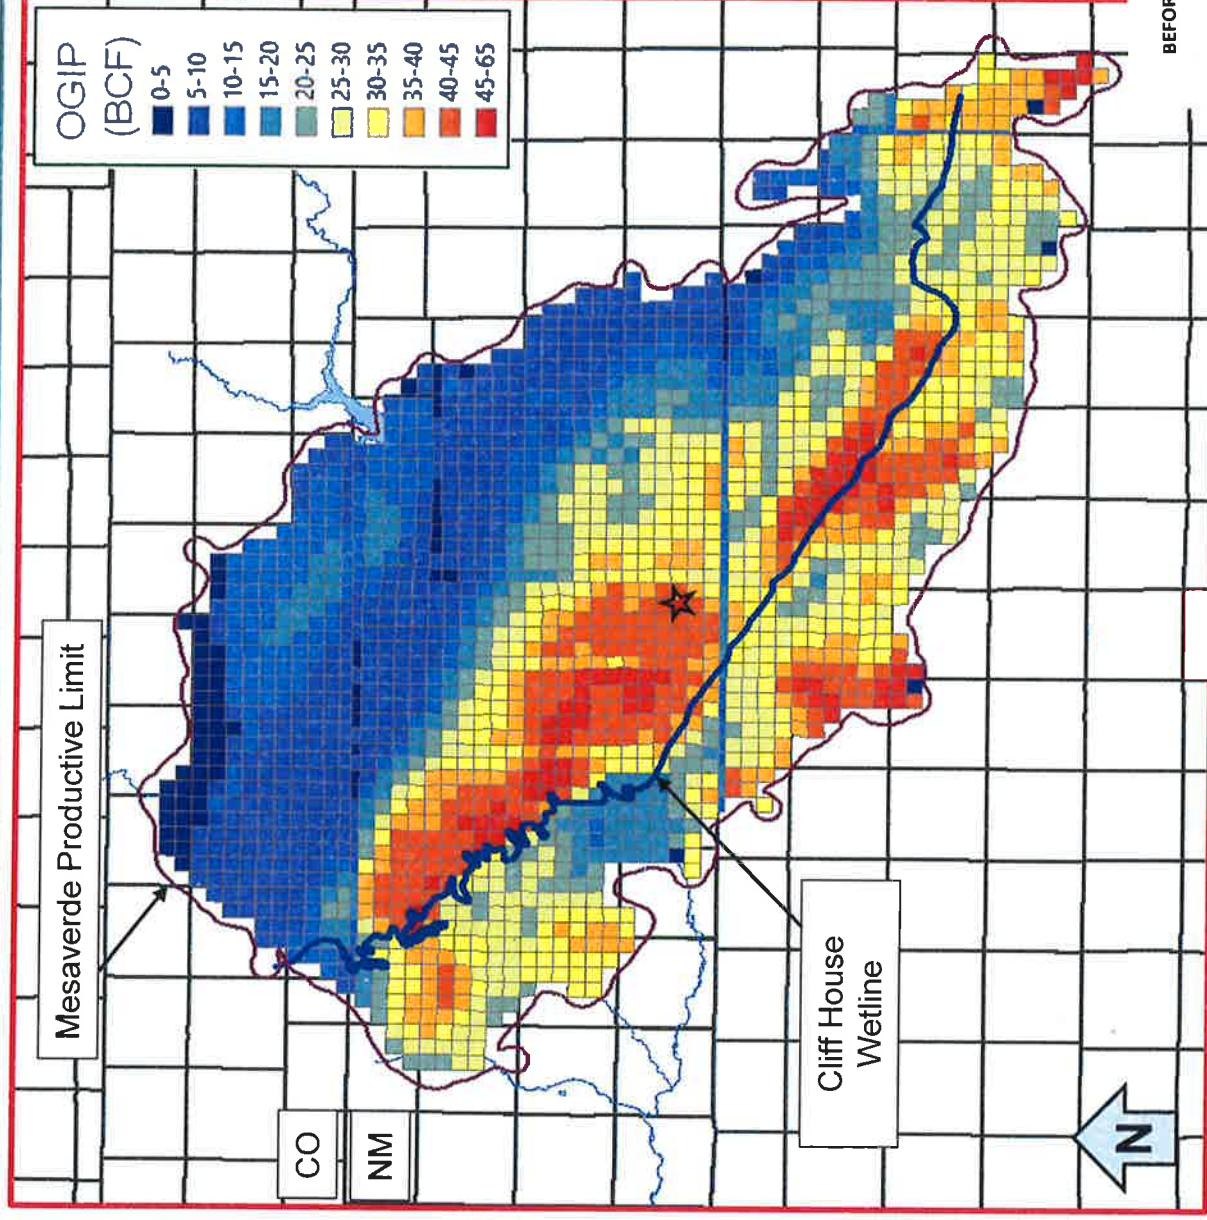 Mesaverde Productive Limit
OGIP
(BCF)
0-5
5-10
10-15
15-20
20-25
25-30
30-35
35-40
40-45
45-65
CO
NM
Cliff House
Wetline
N
BEFOR